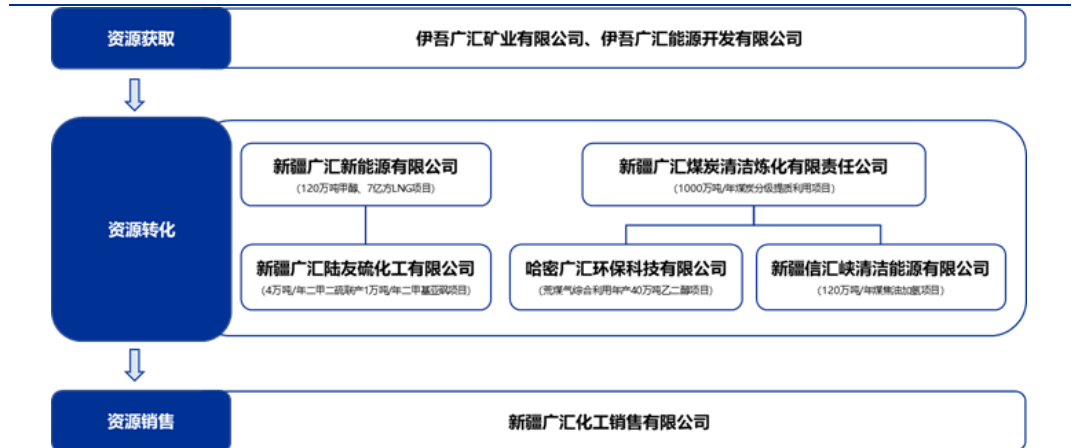 资源获取
伊吾广汇矿业有限公司、伊吾广汇能源开发有限公司
资源转化
新疆广汇新能源有限公司
(120万吨甲醇、7亿方LNG项目)
新疆广汇煤炭清洁炼化有限责任公司
(1000万吨/年煤炭分级提质利用项目)
新疆广汇陆友硫化工有限公司
(4万吨/年二甲二硫联产1万吨/年二甲基亚砜项目)
哈密广汇环保科技有限公司
(荒煤气综合利用年产40万吨乙二醇项目)
新疆信汇峡清洁能源有限公司
(120万吨/年煤焦油加氢项目)
资源销售
新疆广汇化工销售有限公司